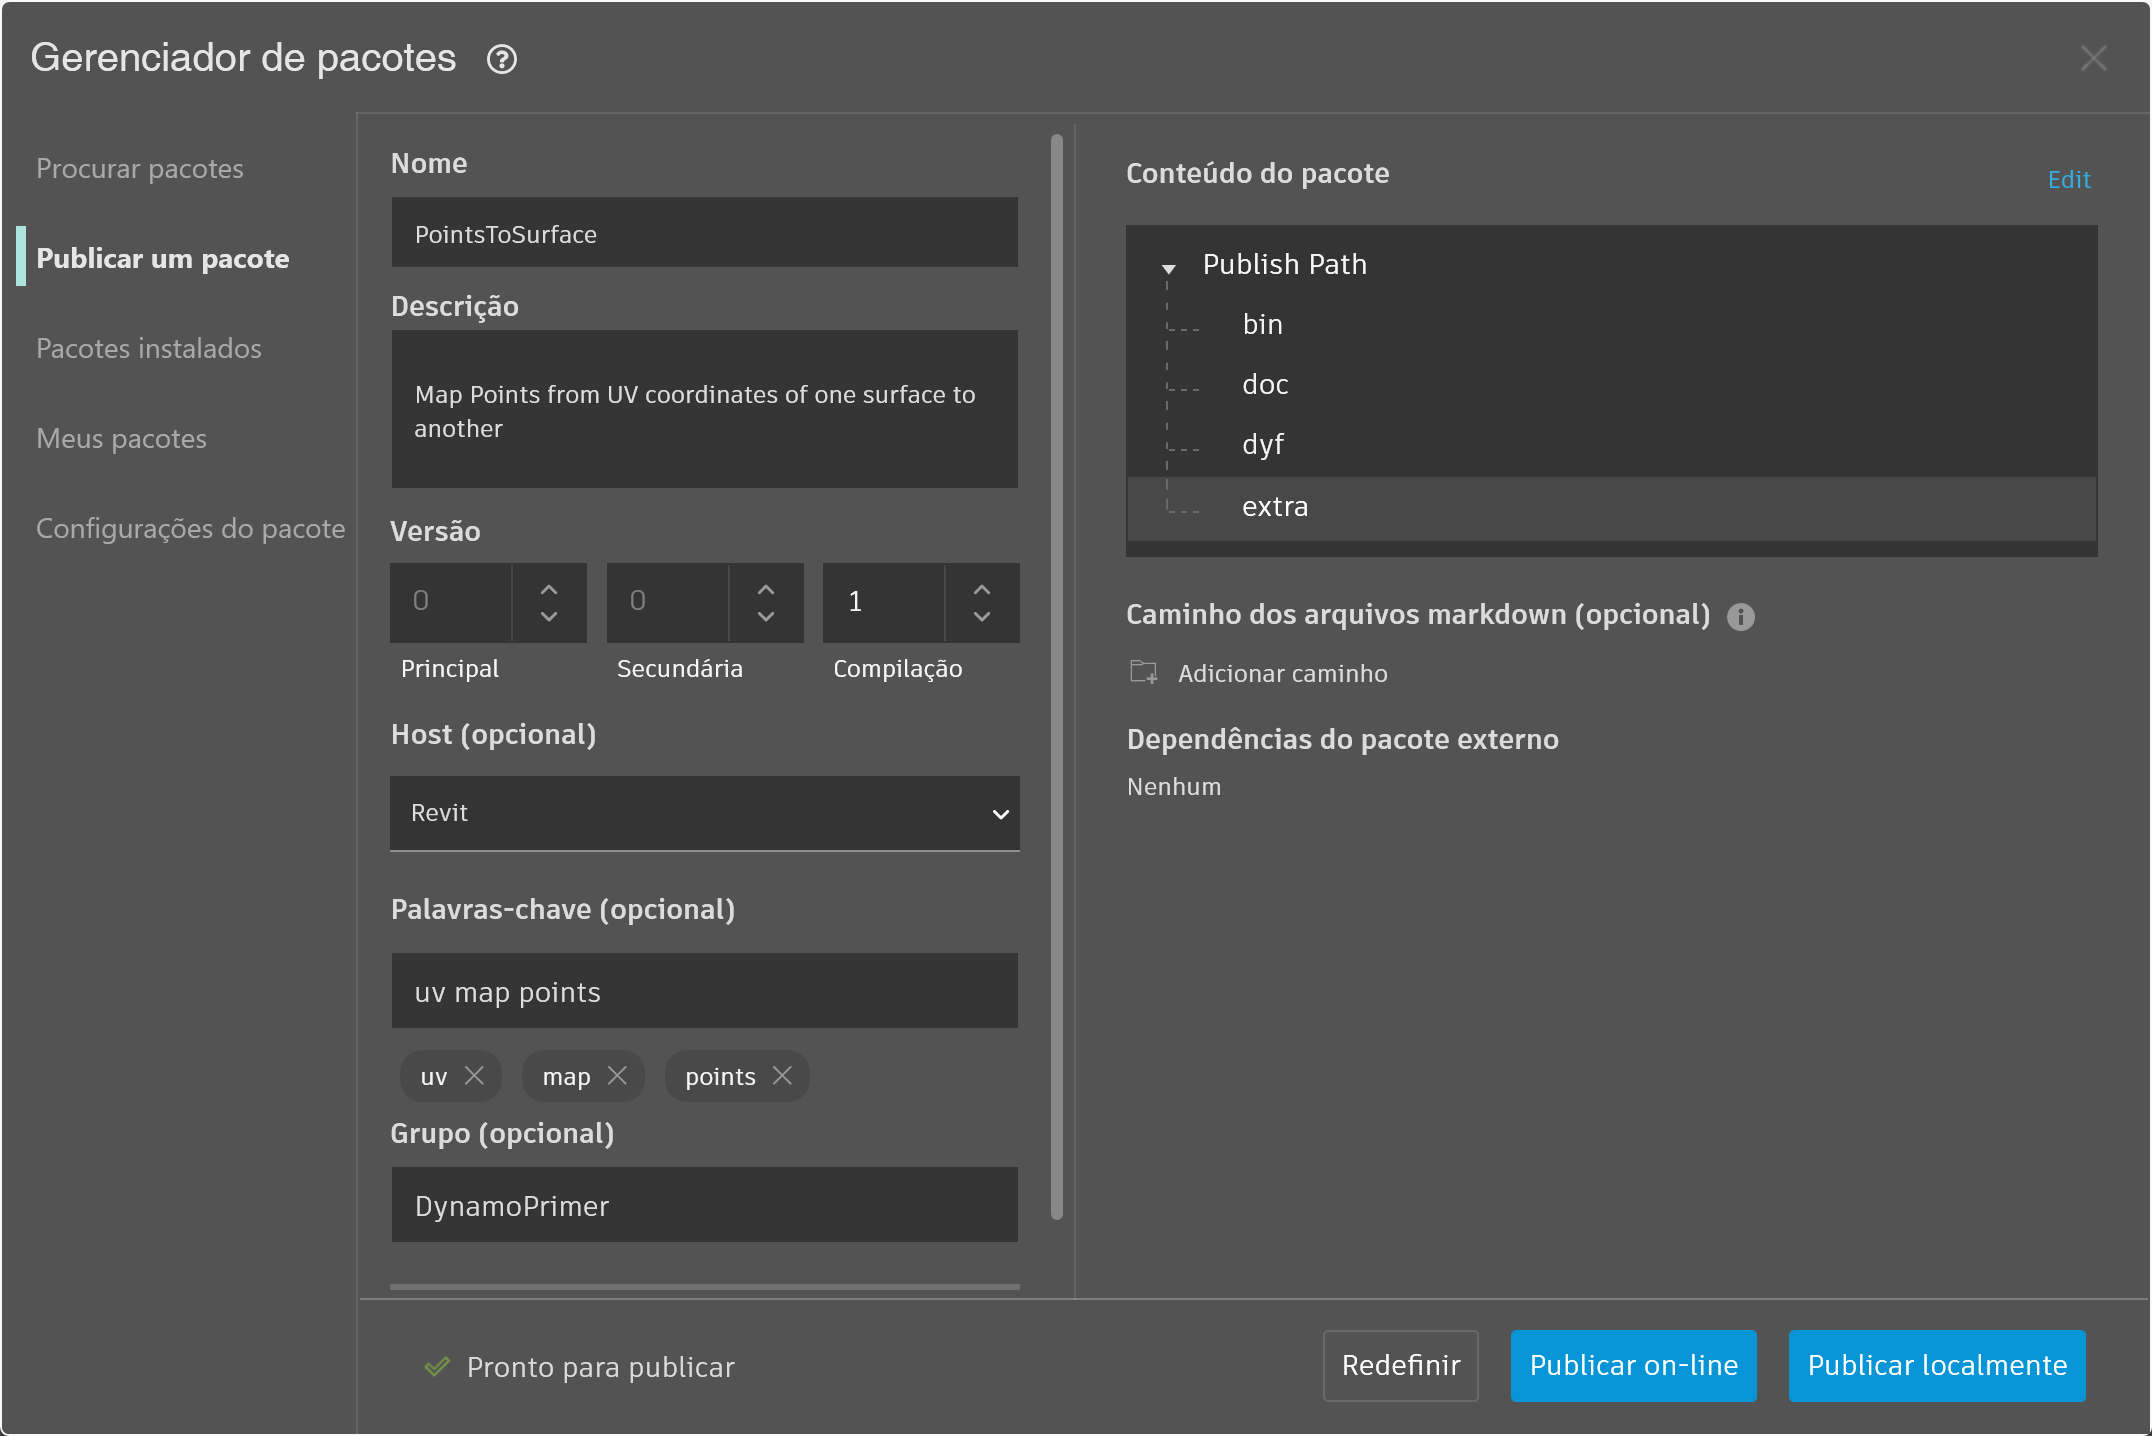 Gerenciador de pacotes
Procurar pacotes
Publicar um pacote
Pacotes instalados
Meus pacotes
Configurações do pacote
Nome
PointsToSurface
Descrição
Map Points from UV coordinates of one surface to
another
Versão
0 0 1
Principal Secundária Compilação
Host (opcional)
Revit
Palavras-chave (opcional)
uv map points
uv map points
Grupo (opcional)
DynamoPrimer
Conteúdo do pacote
Edit
Publish Path
bin
doc
dyf
extra
Caminho dos arquivos markdown (opcional)
Adicionar caminho
Dependências do pacote externo
Nenhum
Pronto para publicar
Redefinir Publicar on-line Publicar localmente